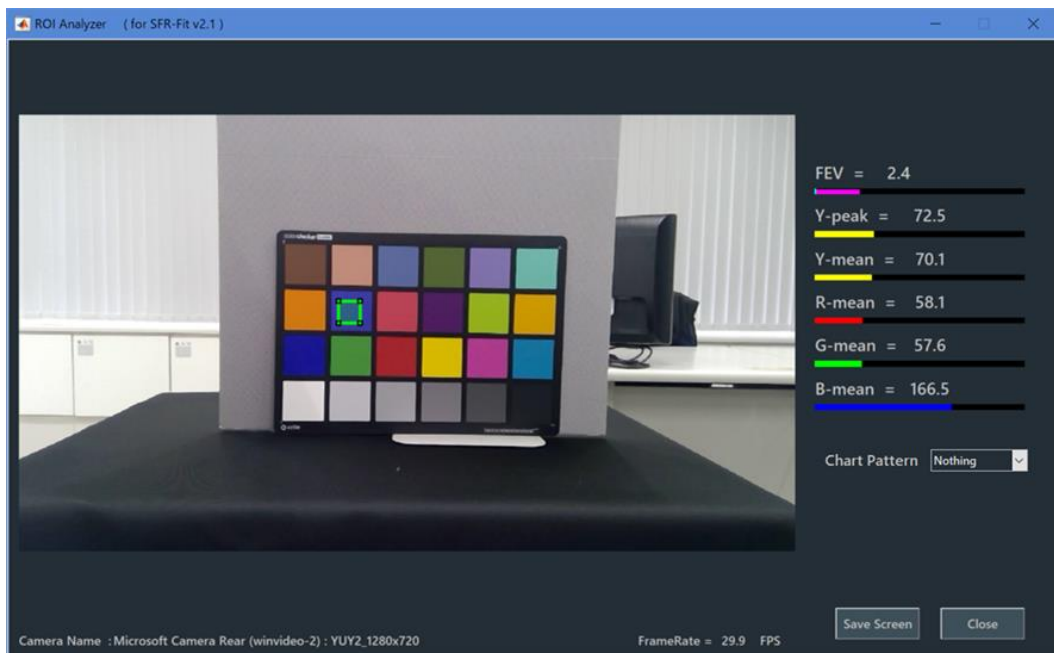 ROI Analyzer ( for SFR-Fit v2.1 )
FEV = 2.4
Y-peak = 72.5
Y-mean = 70.1
R-mean = 58.1
G-mean = 57.6
B-mean = 166.5
Chart Pattern Nothing
Save Screen Close
Camera Name : Microsoft Camera Rear (winvideo-2) : YUY2_1280x720 FrameRate = 29.9 FPS